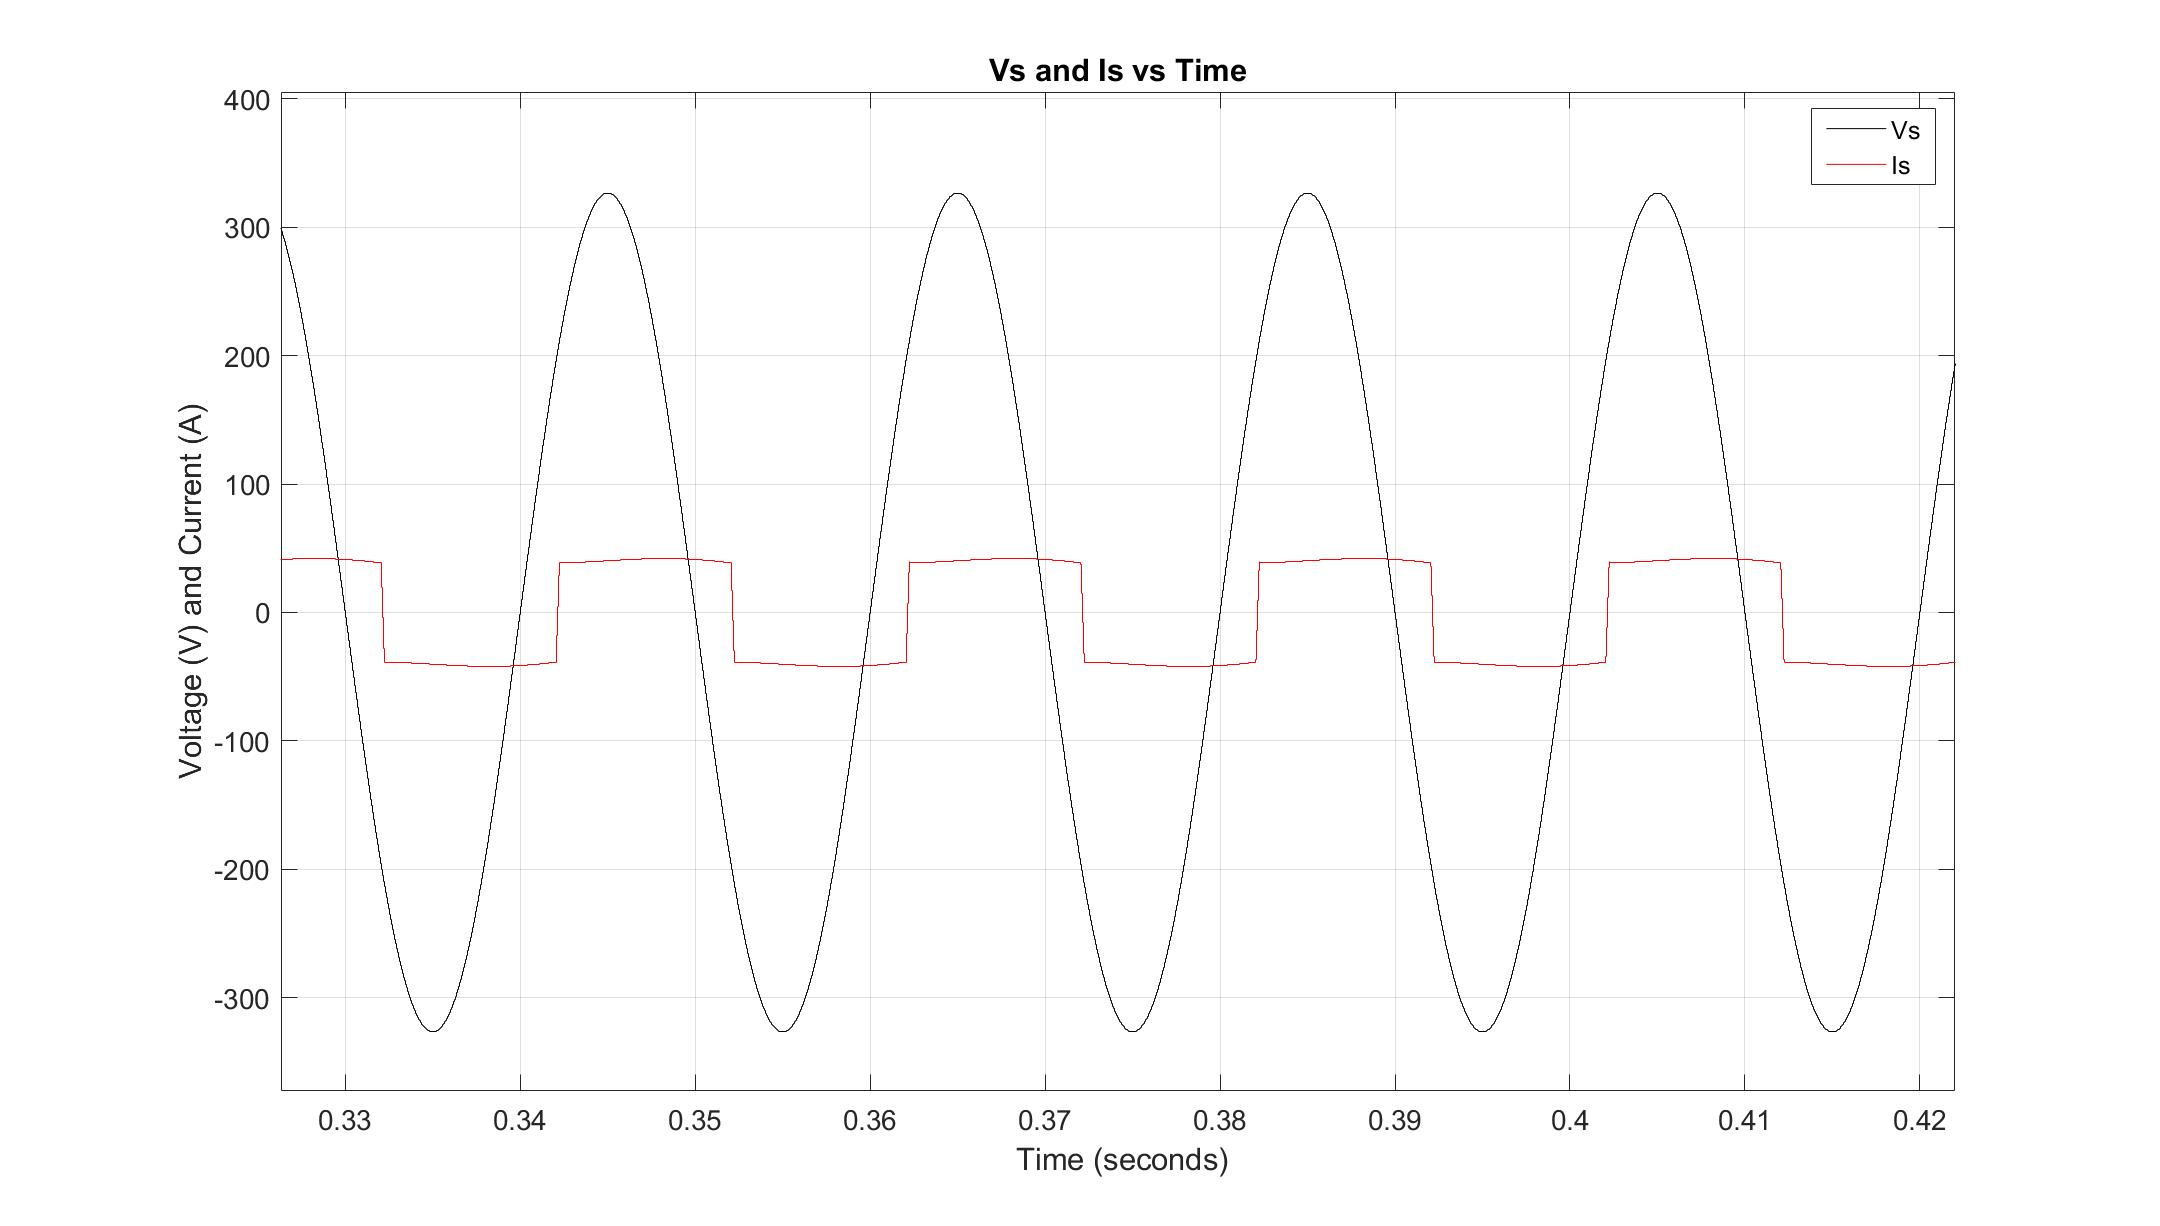 Vs and Is vs Time
Vs
Is
400
300
200
100
0
-100
-200
-300
Voltage (V) and Current (A)
0.33 0.34 0.35 0.36 0.37 0.38 0.39 0.4 0.41 0.42
Time (seconds)